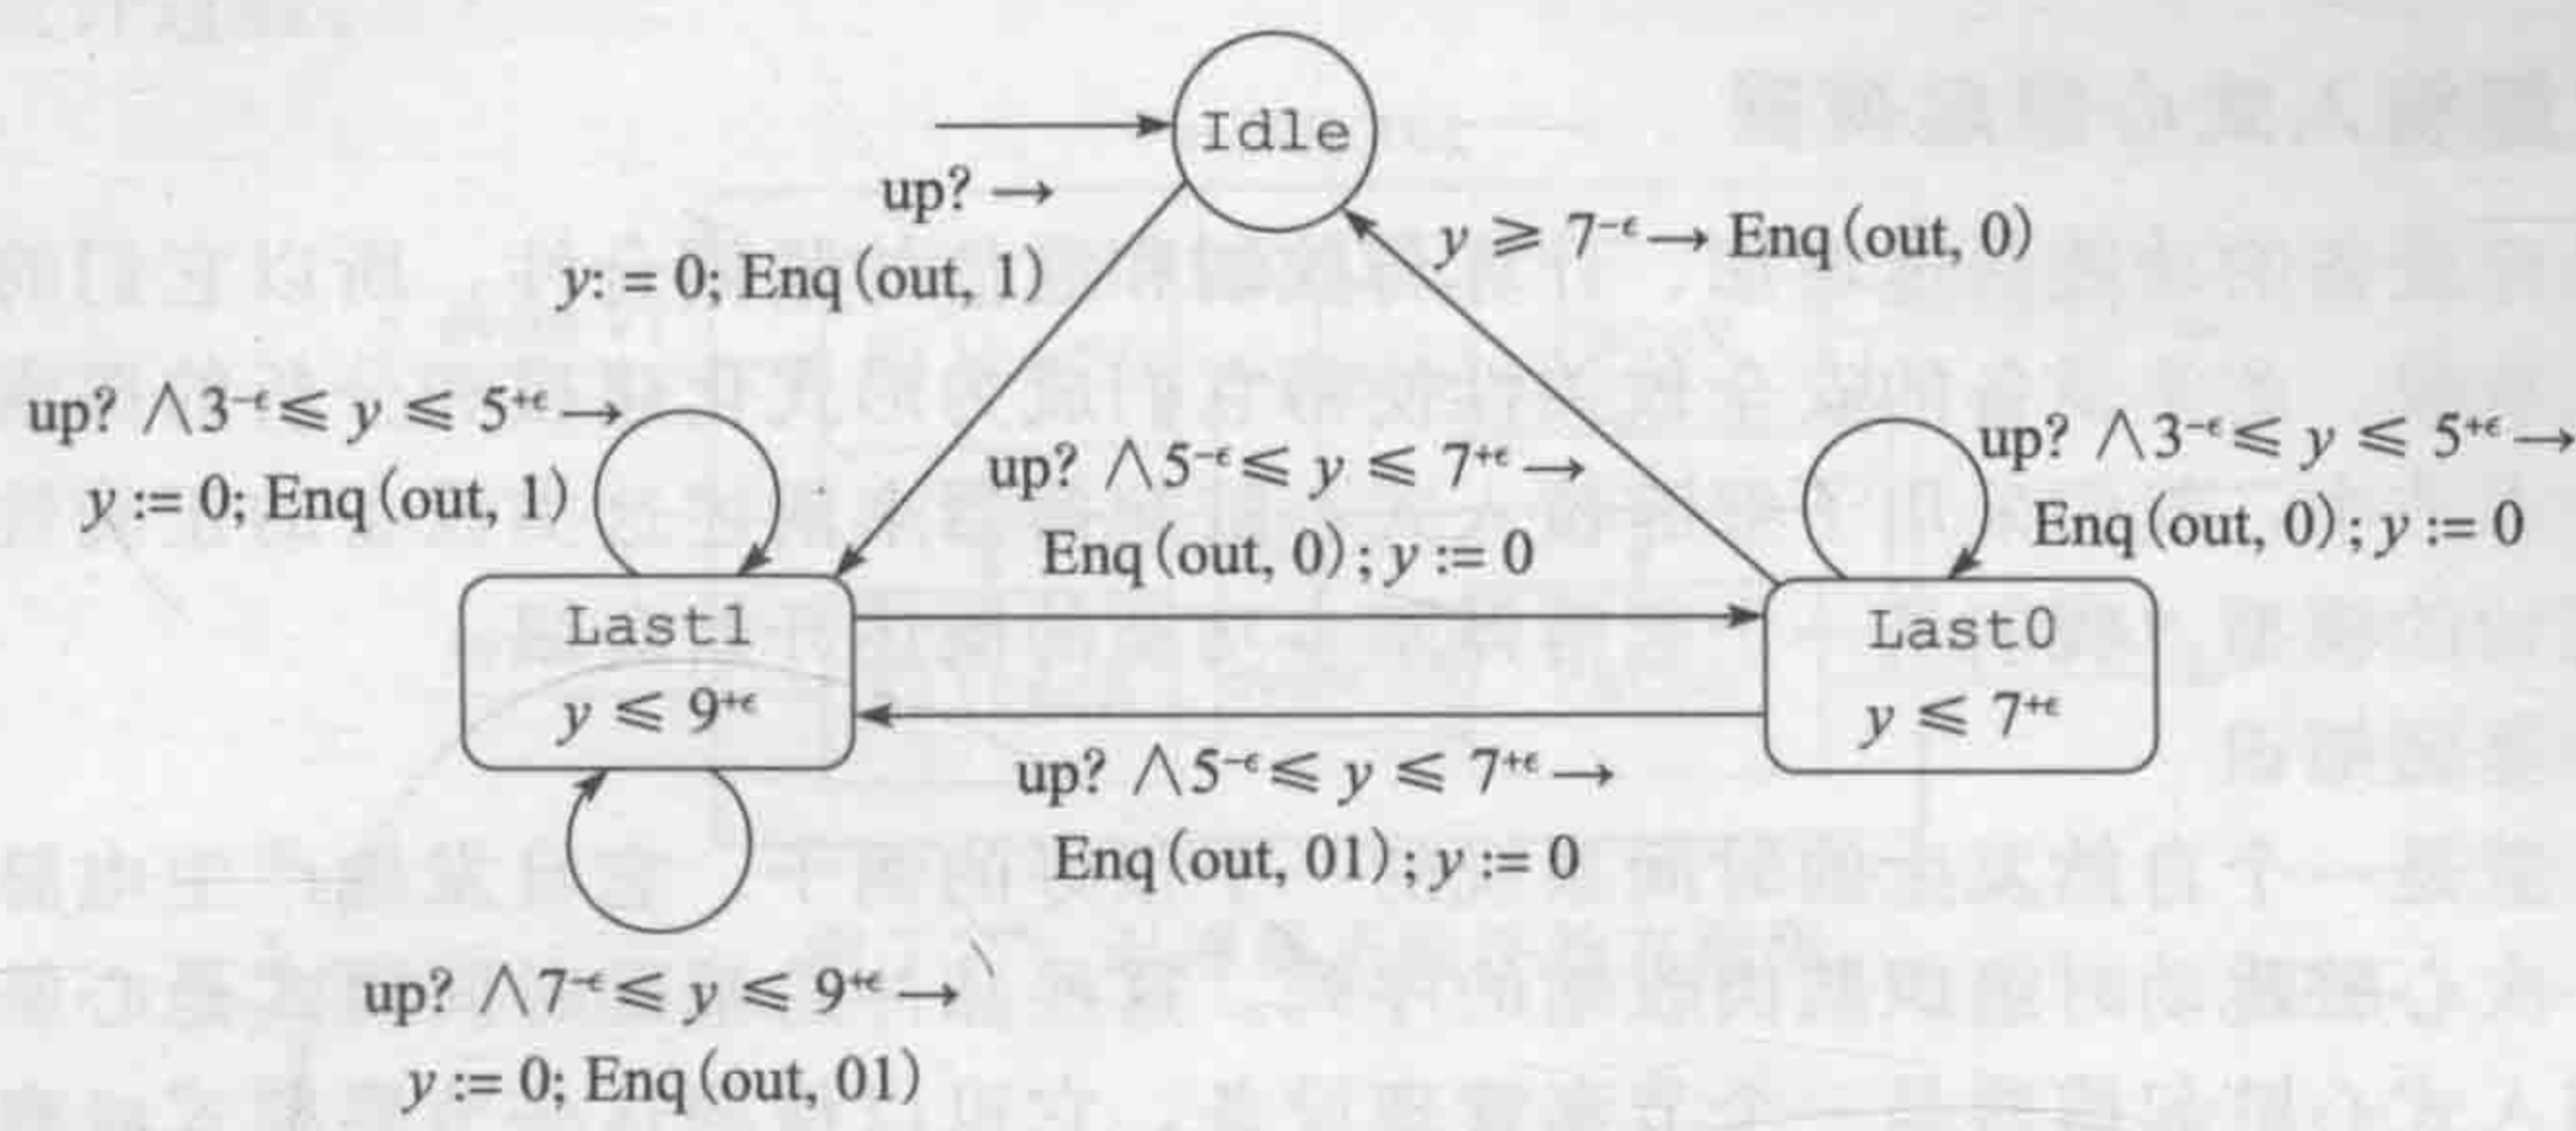 Idle
up? →
y: = 0; Enq (out, 1)
y ⩾ 7⁻ᵋ → Enq (out, 0)
up? ∧3⁻ᵋ ⩽ y ⩽ 5⁺ᵋ →
y := 0; Enq (out, 1)
up? ∧5⁻ᵋ ⩽ y ⩽ 7⁺ᵋ →
Enq (out, 0) ; y := 0
up? ∧3⁻ᵋ ⩽ y ⩽ 5⁺ᵋ →
Enq (out, 0) ; y := 0
Last1
y ⩽ 9⁺ᵋ
Last0
y ⩽ 7⁺ᵋ
up? ∧5⁻ᵋ ⩽ y ⩽ 7⁺ᵋ →
Enq (out, 01) ; y := 0
up? ∧7⁻ᵋ ⩽ y ⩽ 9⁺ᵋ →
y := 0; Enq (out, 01)